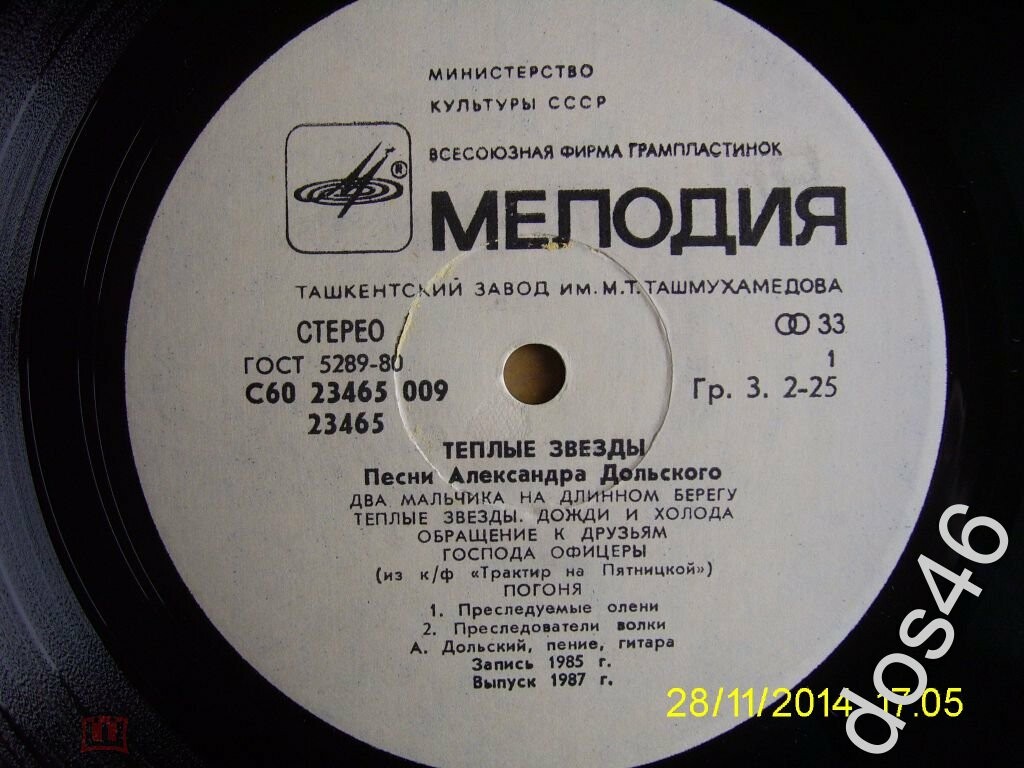 МИНИСТЕРСТВО
КУЛЬТУРЫ СССР
ВСЕСОЮЗНАЯ ФИРМА ГРАМПЛАСТИНОК
®
МЕЛОДИЯ
ТАШКЕНТСКИЙ ЗАВОД ИМ. М.Т. ТАШМУХАМЕДОВА
СТЕРЕО 33
ГОСТ 5289-80 1
С60 23465 009 Гр. 3. 2-25
23465
ТЕПЛЫЕ ЗВЕЗДЫ
Песни Александра Дольского
ДВА МАЛЬЧИКА НА ДЛИННОМ БЕРЕГУ
ТЕПЛЫЕ ЗВЕЗДЫ. ДОЖДИ И ХОЛОДА
ОБРАЩЕНИЕ К ДРУЗЬЯМ
ГОСПОДА ОФИЦЕРЫ
(из к/ф «Трактир на Пятницкой»)
ПОГОНЯ
1. Преследуемые олени
2. Преследователи волки
А. Дольский, пение, гитара
Запись 1985 г.
Выпуск 1987 г.
28/11/2014 17:05
dos46